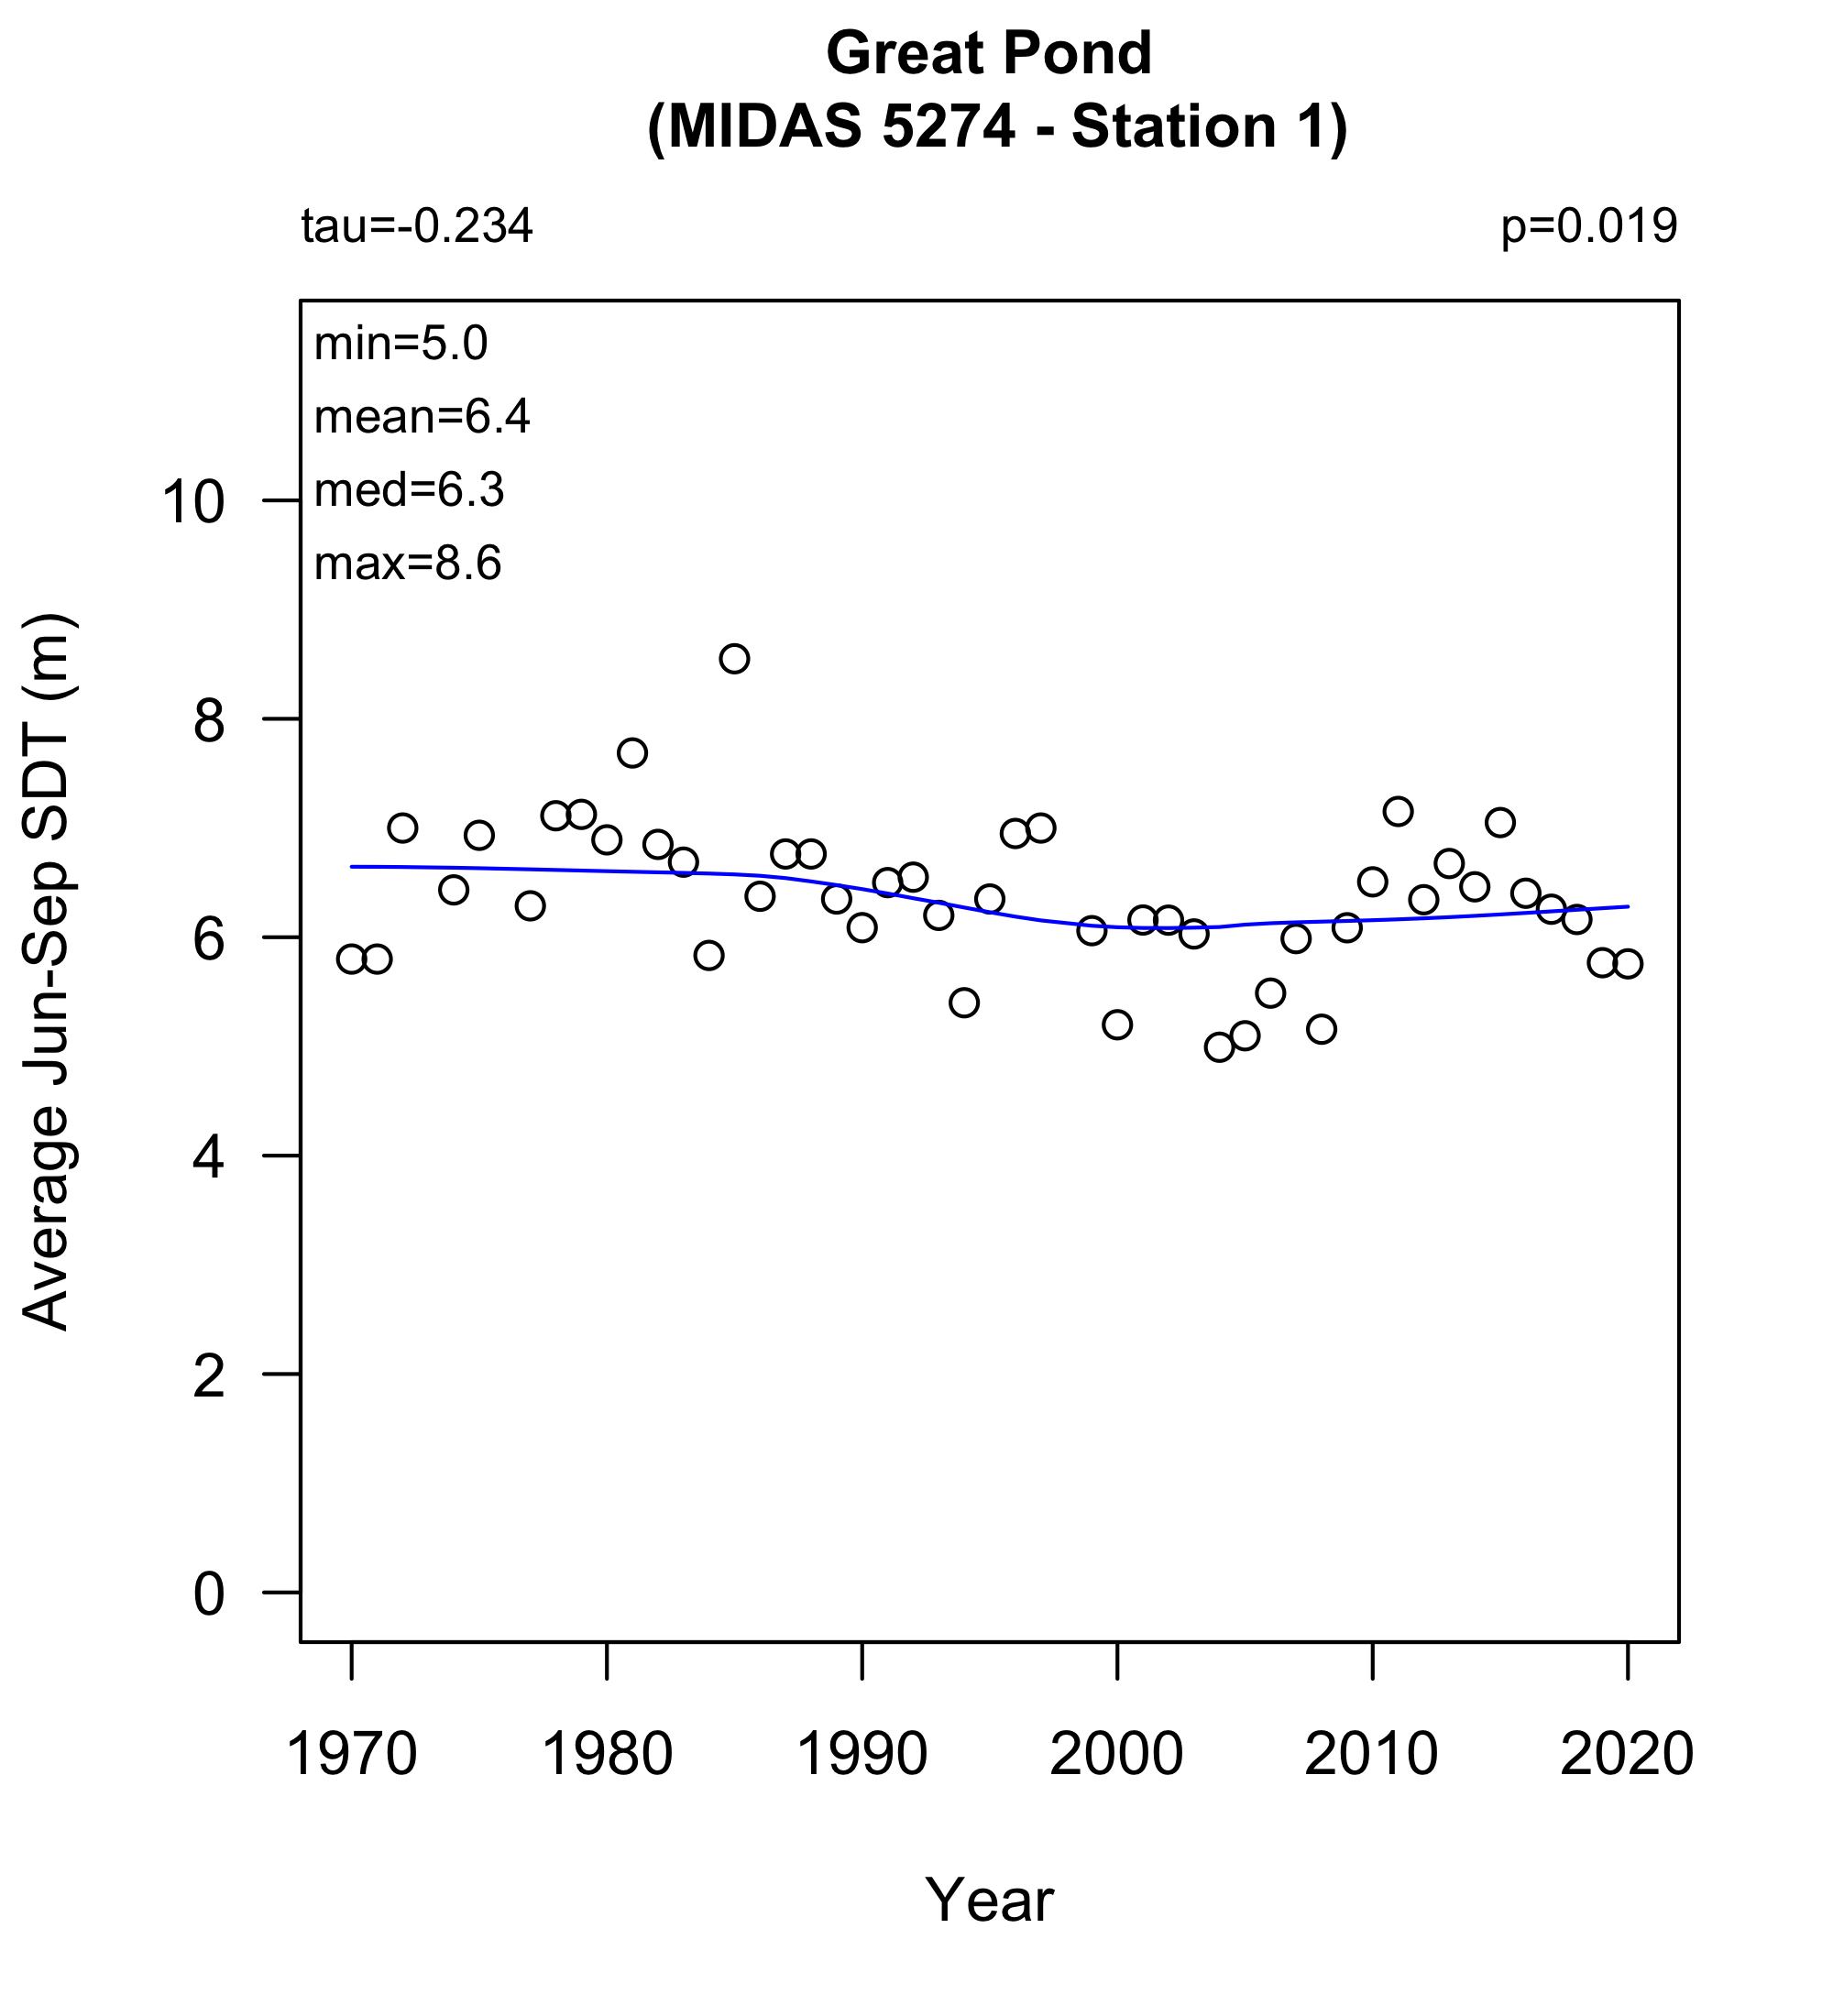 Great Pond
(MIDAS 5274 - Station 1)
tau=-0.234
p=0.019
min=5.0
mean=6.4
med=6.3
max=8.6
Average Jun-Sep SDT (m)
10
8
6
4
2
0
1970 1980 1990 2000 2010 2020
Year